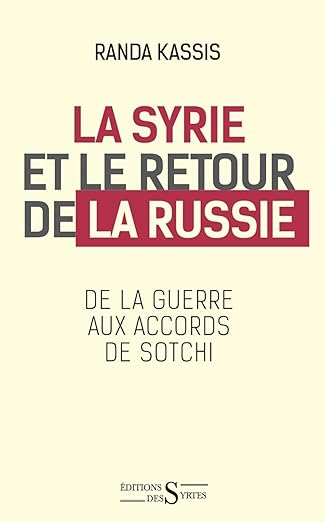 RANDA KASSIS
LA SYRIE
ET LE RETOUR
DE LA RUSSIE
DE LA GUERRE
AUX ACCORDS
DE SOTCHI
ÉDITIONS
DES SYRTES